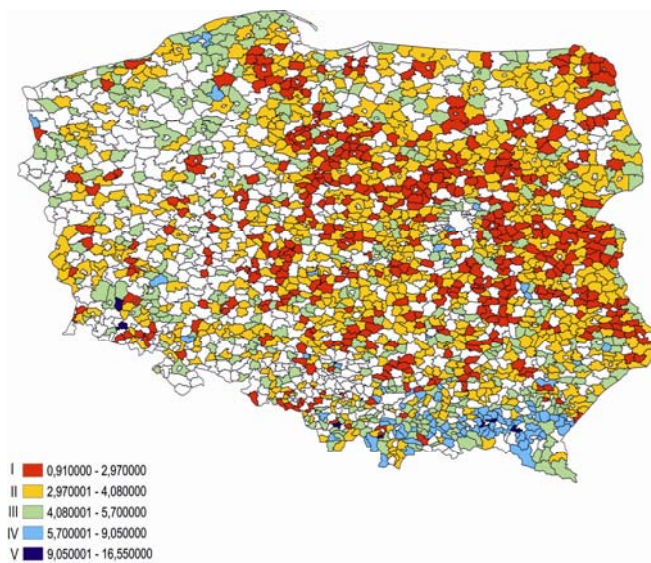 I 0,910000 - 2,970000
II 2,970001 - 4,080000
III 4,080001 - 5,700000
IV 5,700001 - 9,050000
V 9,050001 - 16,550000